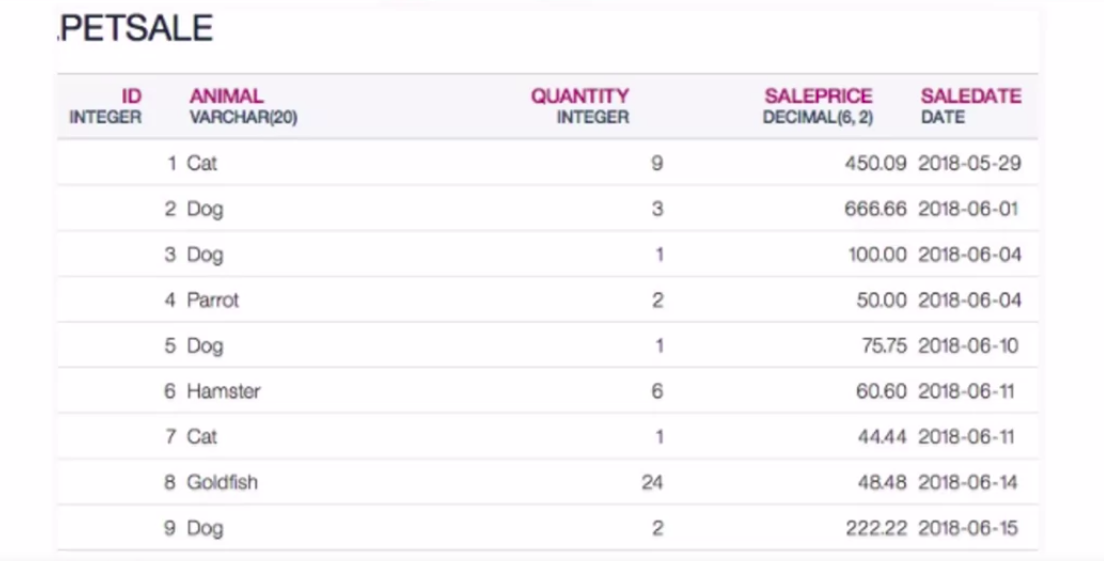 .PETSALE
ID ANIMAL QUANTITY SALEPRICE SALEDATE
INTEGER VARCHAR(20) INTEGER DECIMAL(6, 2) DATE
1 Cat 9 450.09 2018-05-29
2 Dog 3 666.66 2018-06-01
3 Dog 1 100.00 2018-06-04
4 Parrot 2 50.00 2018-06-04
5 Dog 1 75.75 2018-06-10
6 Hamster 6 60.60 2018-06-11
7 Cat 1 44.44 2018-06-11
8 Goldfish 24 48.48 2018-06-14
9 Dog 2 222.22 2018-06-15